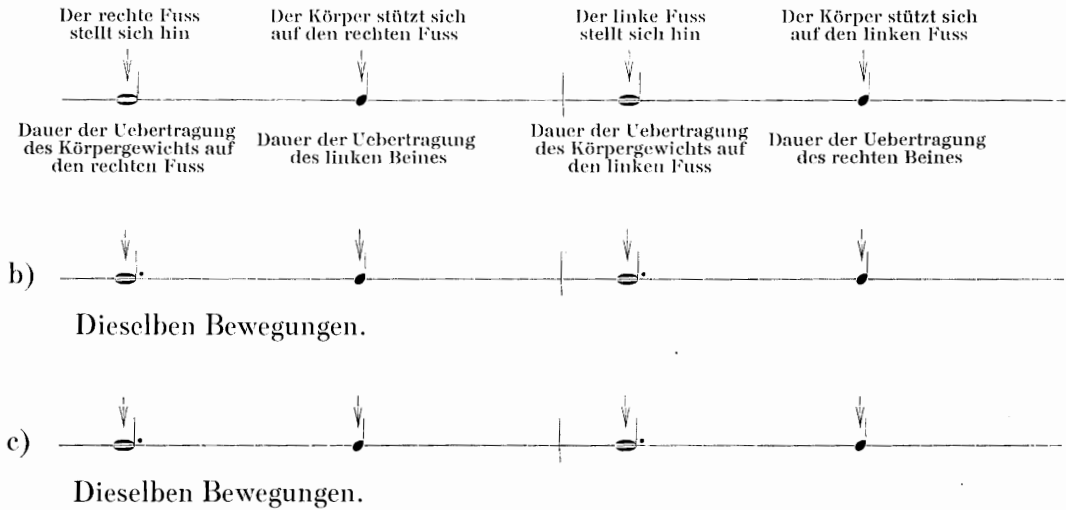 Der rechte Fuss
stellt sich hin
Der Körper stützt sich
auf den rechten Fuss
Der linke Fuss
stellt sich hin
Der Körper stützt sich
auf den linken Fuss
Dauer der Uebertragung
des Körpergewichts auf
den rechten Fuss
Dauer der Uebertragung
des linken Beines
Dauer der Uebertragung
des Körpergewichts auf
den linken Fuss
Dauer der Uebertragung
des rechten Beines
b)
Dieselben Bewegungen.
c)
Dieselben Bewegungen.